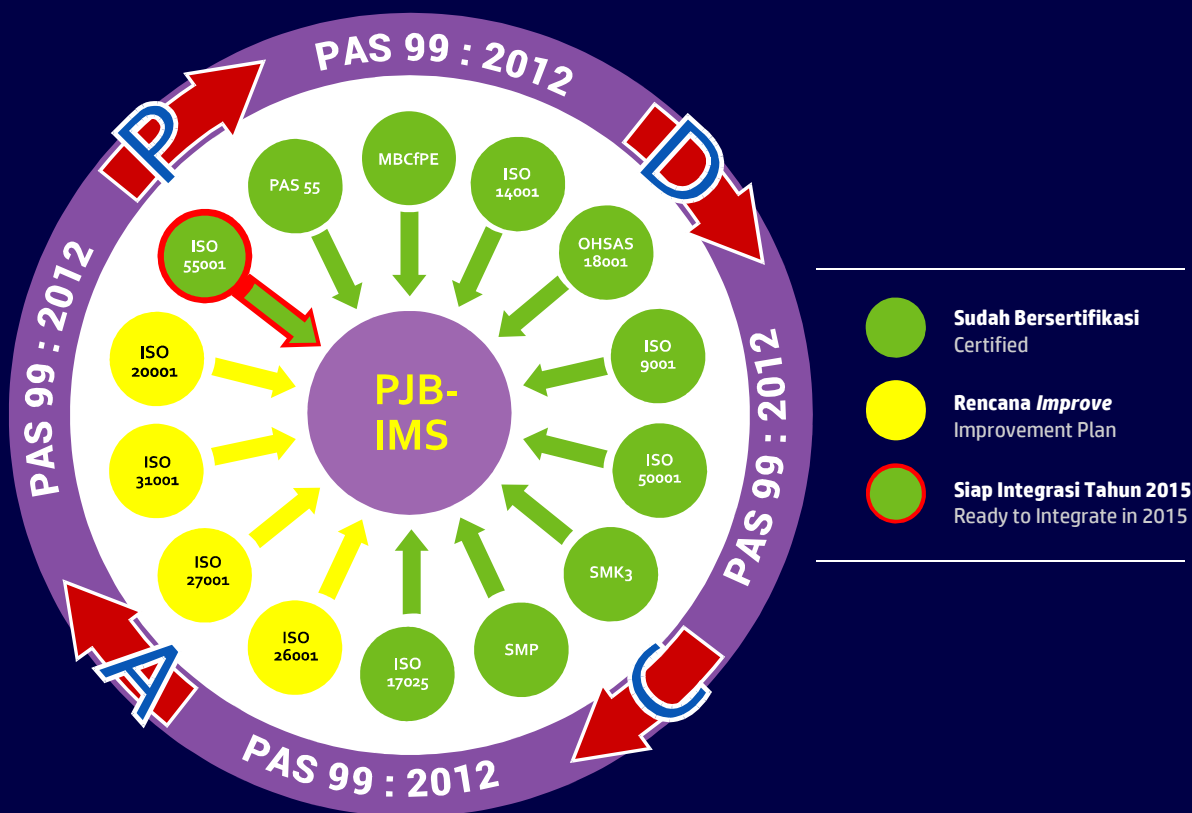 PAS 99 : 2012
P
D
PAS 99 : 2012
C
PAS 99 : 2012
A
PAS 99 : 2012
MBCfPE
ISO
14001
OHSAS
18001
ISO
9001
ISO
50001
SMK3
SMP
ISO
17025
ISO
26001
ISO
27001
ISO
31001
ISO
20001
ISO
55001
PAS 55
PJB-
IMS
Sudah Bersertifikasi
Certified
Rencana Improve
Improvement Plan
Siap Integrasi Tahun 2015
Ready to Integrate in 2015